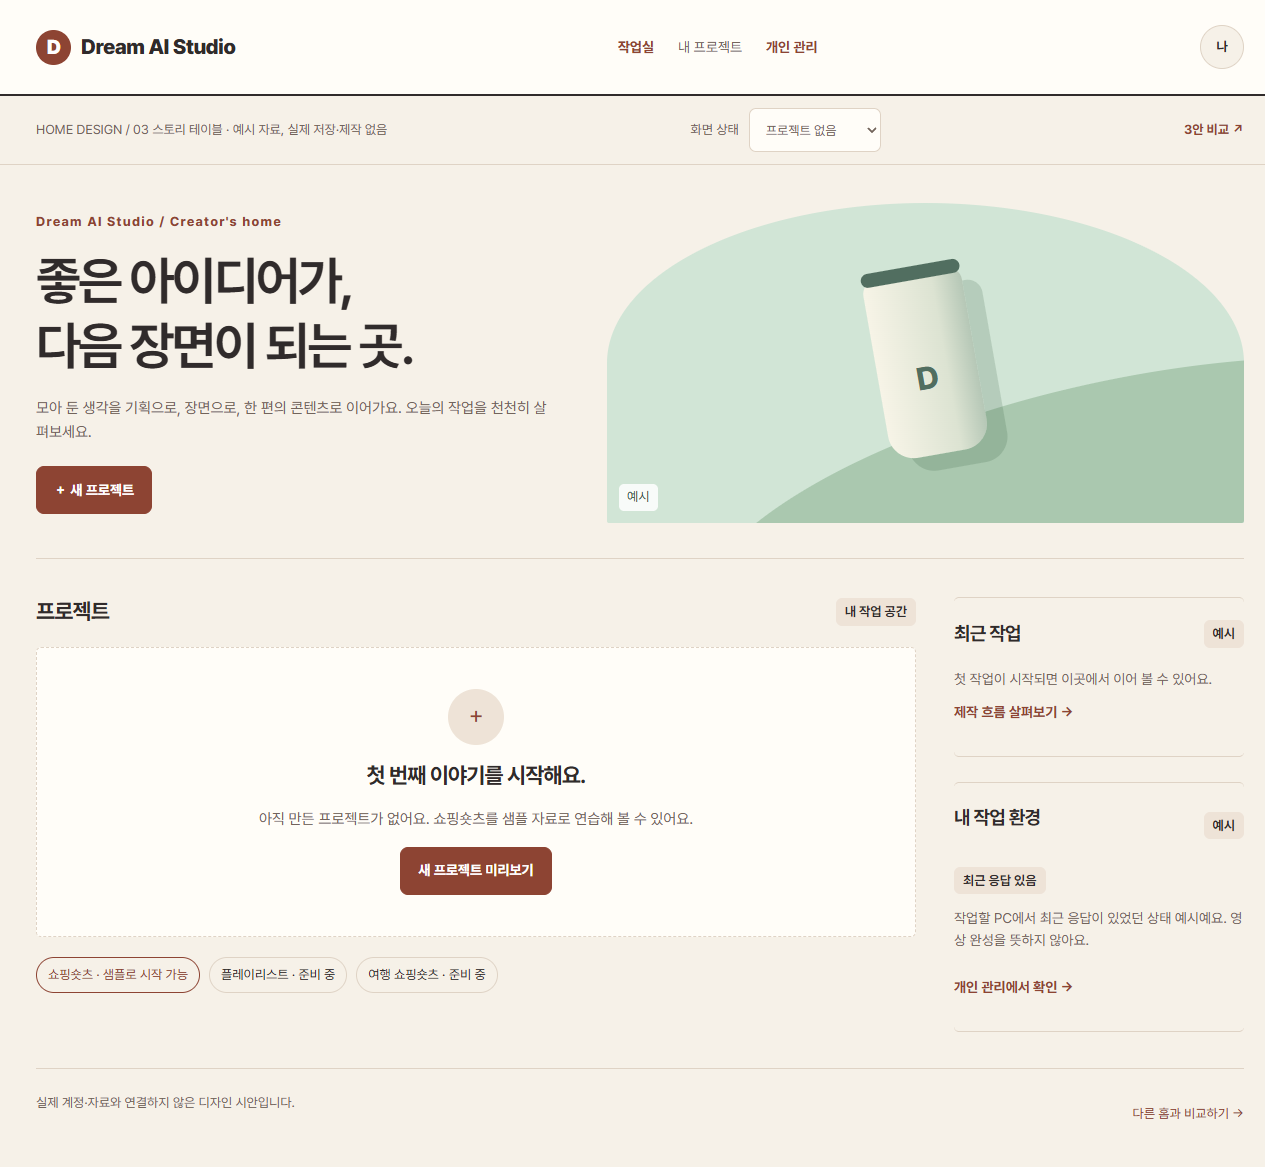 D Dream AI Studio
작업실 내 프로젝트 개인 관리
나
HOME DESIGN / 03 스토리 테이블 · 예시 자료, 실제 저장·제작 없음
화면 상태 프로젝트 없음
3안 비교 ↗
Dream AI Studio / Creator's home
좋은 아이디어가,
다음 장면이 되는 곳.
모아 둔 생각을 기획으로, 장면으로, 한 편의 콘텐츠로 이어가요. 오늘의 작업을 천천히 살
펴보세요.
+ 새 프로젝트
D
예시
프로젝트
내 작업 공간
+
첫 번째 이야기를 시작해요.
아직 만든 프로젝트가 없어요. 쇼핑숏츠를 샘플 자료로 연습해 볼 수 있어요.
새 프로젝트 미리보기
쇼핑숏츠 · 샘플로 시작 가능
플레이리스트 · 준비 중
여행 쇼핑숏츠 · 준비 중
최근 작업
예시
첫 작업이 시작되면 이곳에서 이어 볼 수 있어요.
제작 흐름 살펴보기 →
내 작업 환경
예시
최근 응답 있음
작업할 PC에서 최근 응답이 있었던 상태 예시예요. 영
상 완성을 뜻하지 않아요.
개인 관리에서 확인 →
실제 계정·자료와 연결하지 않은 디자인 시안입니다.
다른 홈과 비교하기 →